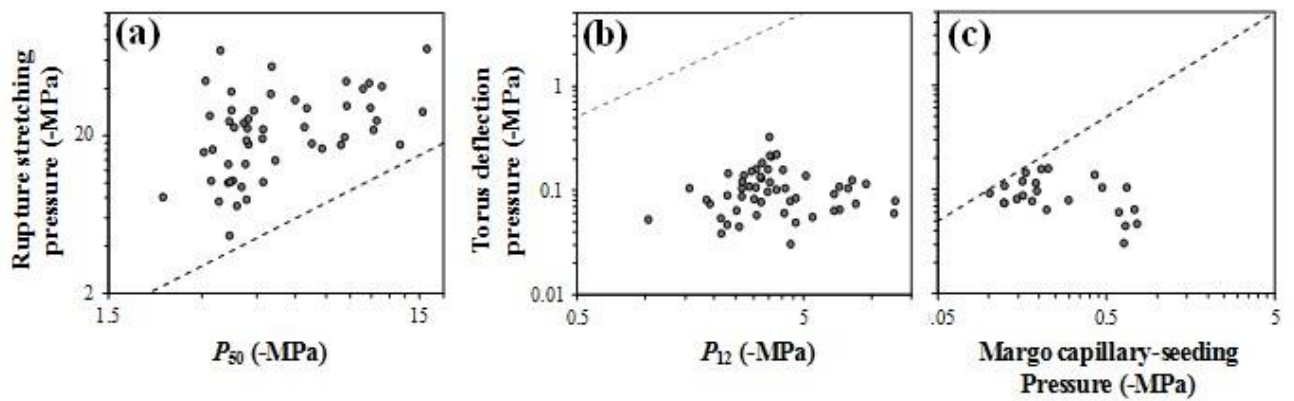 (a)
Rupture stretching
pressure (-MPa)
20
2
1.5
15
P50 (-MPa)
(b)
Torus deflection
pressure (-MPa)
1
0.1
0.01
0.5
5
P12 (-MPa)
(c)
.05
0.5
5
Margo capillary-seeding
Pressure (-MPa)